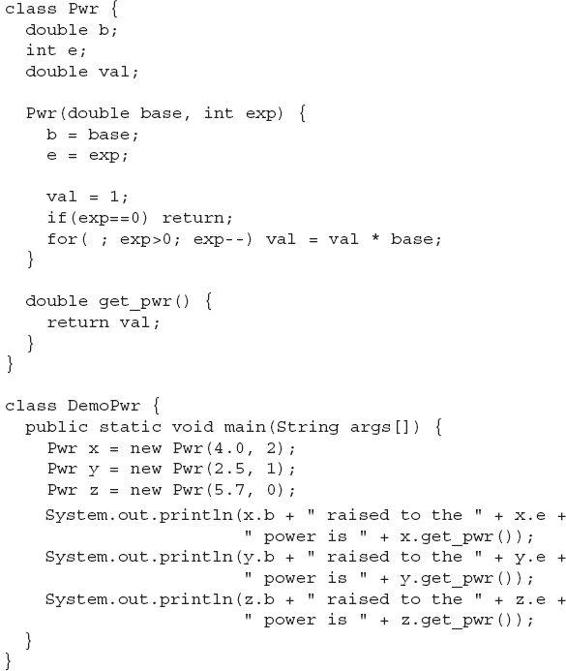 class Pwr {
  double b;
  int e;
  double val;

  Pwr(double base, int exp) {
    b = base;
    e = exp;

    val = 1;
    if(exp==0) return;
    for( ; exp>0; exp--) val = val * base;
  }

  double get_pwr() {
    return val;
  }
}

class DemoPwr {
  public static void main(String args[]) {
    Pwr x = new Pwr(4.0, 2);
    Pwr y = new Pwr(2.5, 1);
    Pwr z = new Pwr(5.7, 0);
    System.out.println(x.b + " raised to the " + x.e +
                       " power is " + x.get_pwr());
    System.out.println(y.b + " raised to the " + y.e +
                       " power is " + y.get_pwr());
    System.out.println(z.b + " raised to the " + z.e +
                       " power is " + z.get_pwr());
  }
}